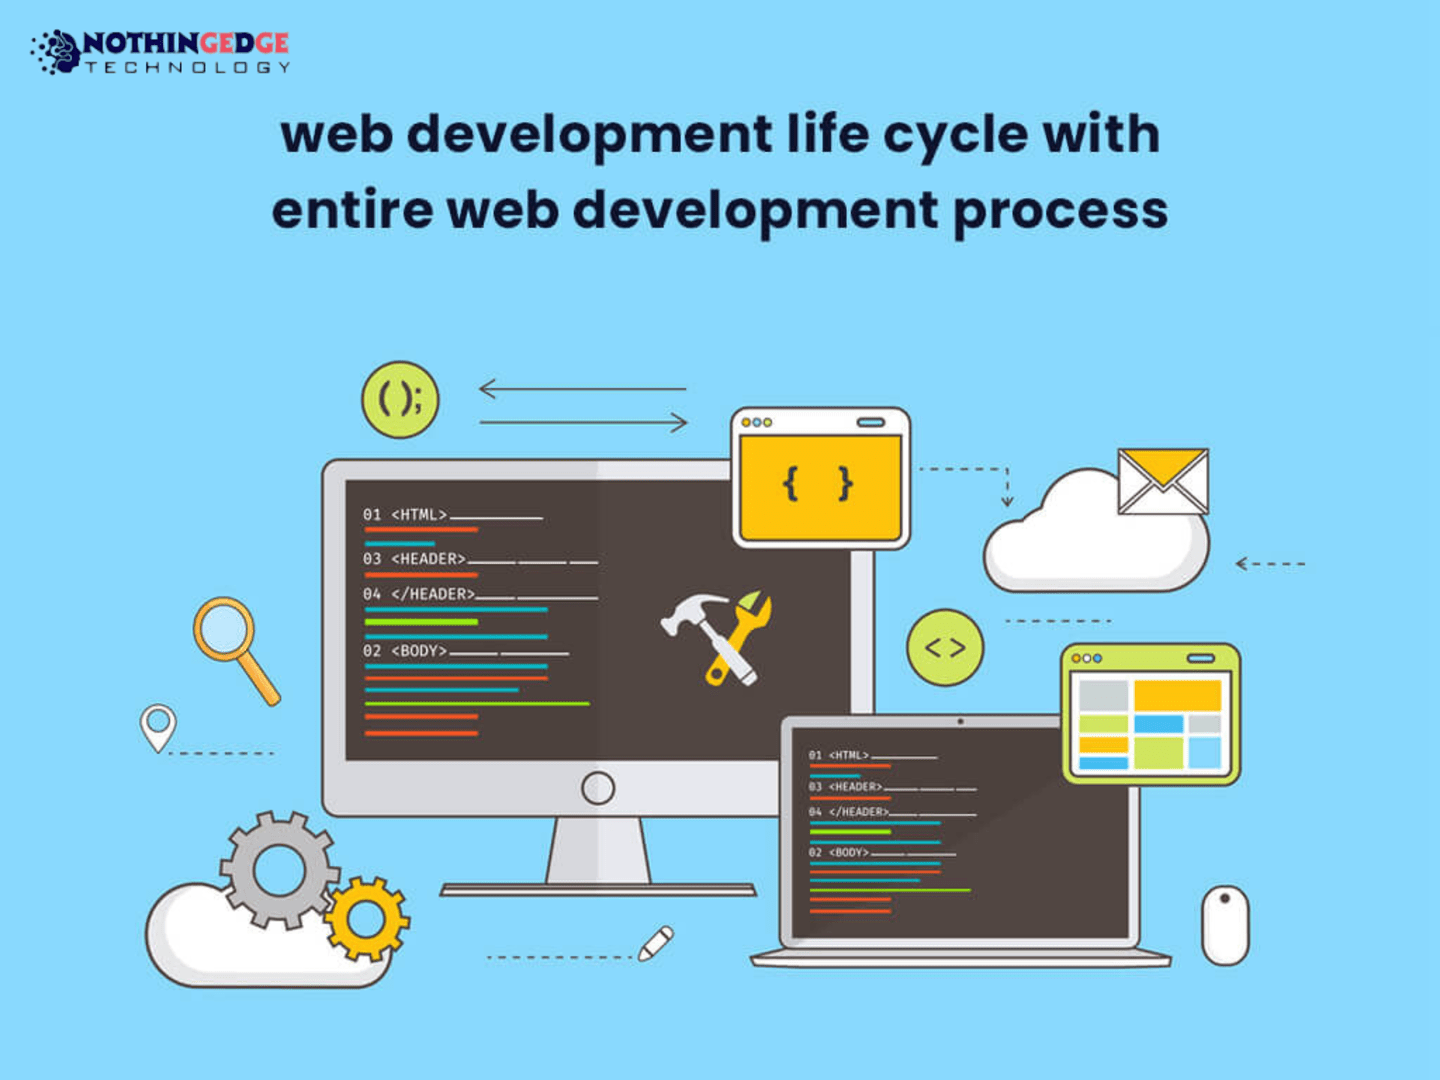 NOTHINGEDGE
TECHNOLOGY
web development life cycle with
entire web development process
();
{ }
01 <HTML>
03 <HEADER>
04 </HEADER>
02 <BODY>
< >
01 <HTML>
03 <HEADER>
04 </HEADER>
02 <BODY>